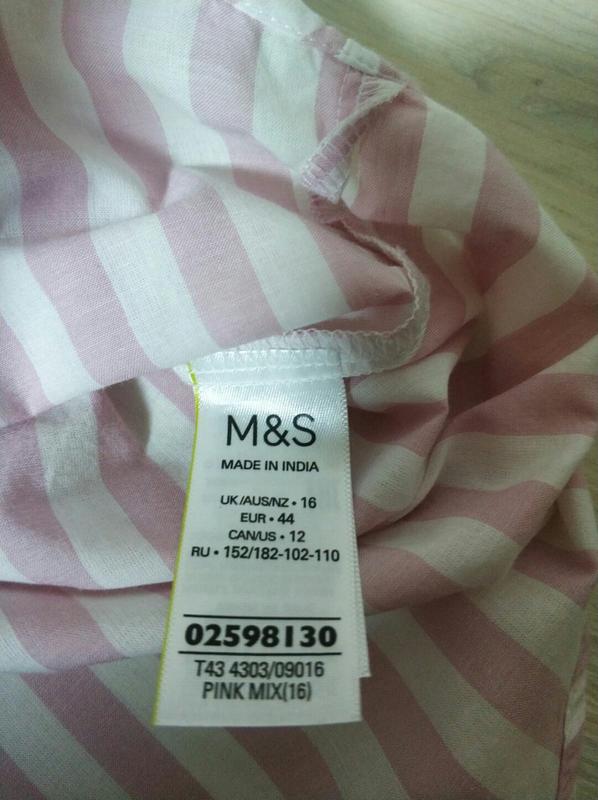 M&S
MADE IN INDIA
UK/AUS/NZ • 16
EUR • 44
CAN/US • 12
RU • 152/182-102-110
02598130
T43 4303/09016
PINK MIX(16)